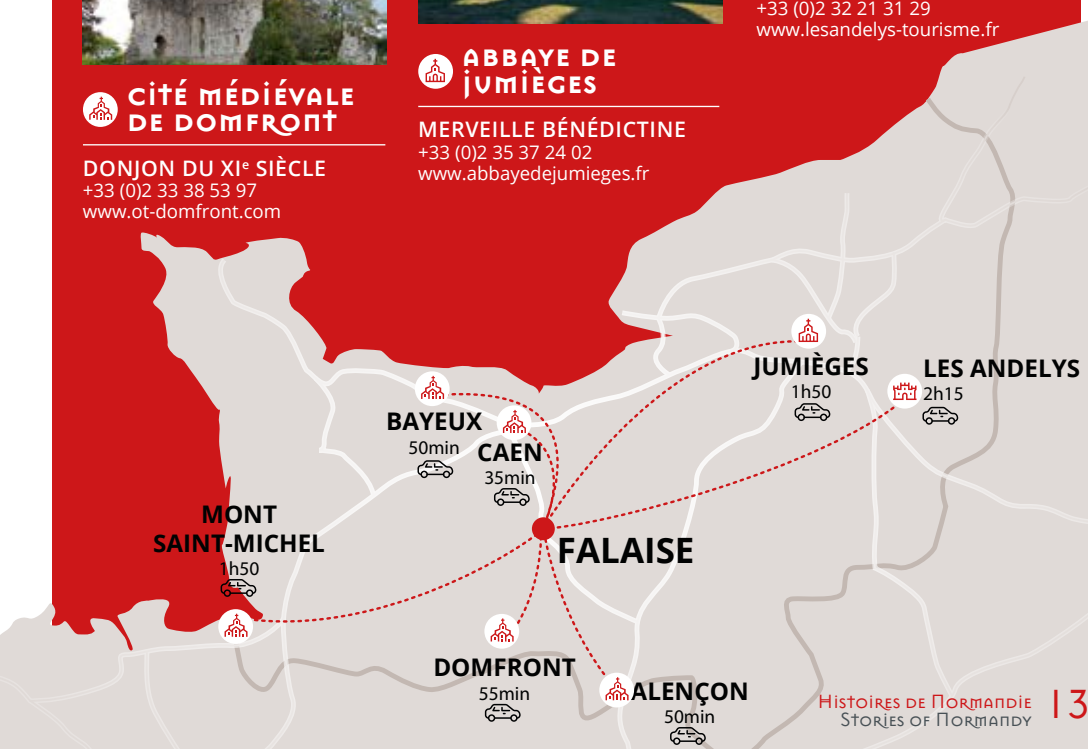 +33 (0)2 32 21 31 29
www.lesandelys-tourisme.fr
ABBAYE DE
JUMIÈGES
MERVEILLE BÉNÉDICTINE
+33 (0)2 35 37 24 02
www.abbayedejumieges.fr
CITÉ MÉDIÉVALE
DE DOMFRONT
DONJON DU XIᵉ SIÈCLE
+33 (0)2 33 38 53 97
www.ot-domfront.com
JUMIÈGES
1h50
LES ANDELYS
2h15
BAYEUX
50min
CAEN
35min
MONT
SAINT-MICHEL
1h50
FALAISE
DOMFRONT
55min
ALENÇON
50min
Histoires de Normandie
Stories of Normandy
| 3